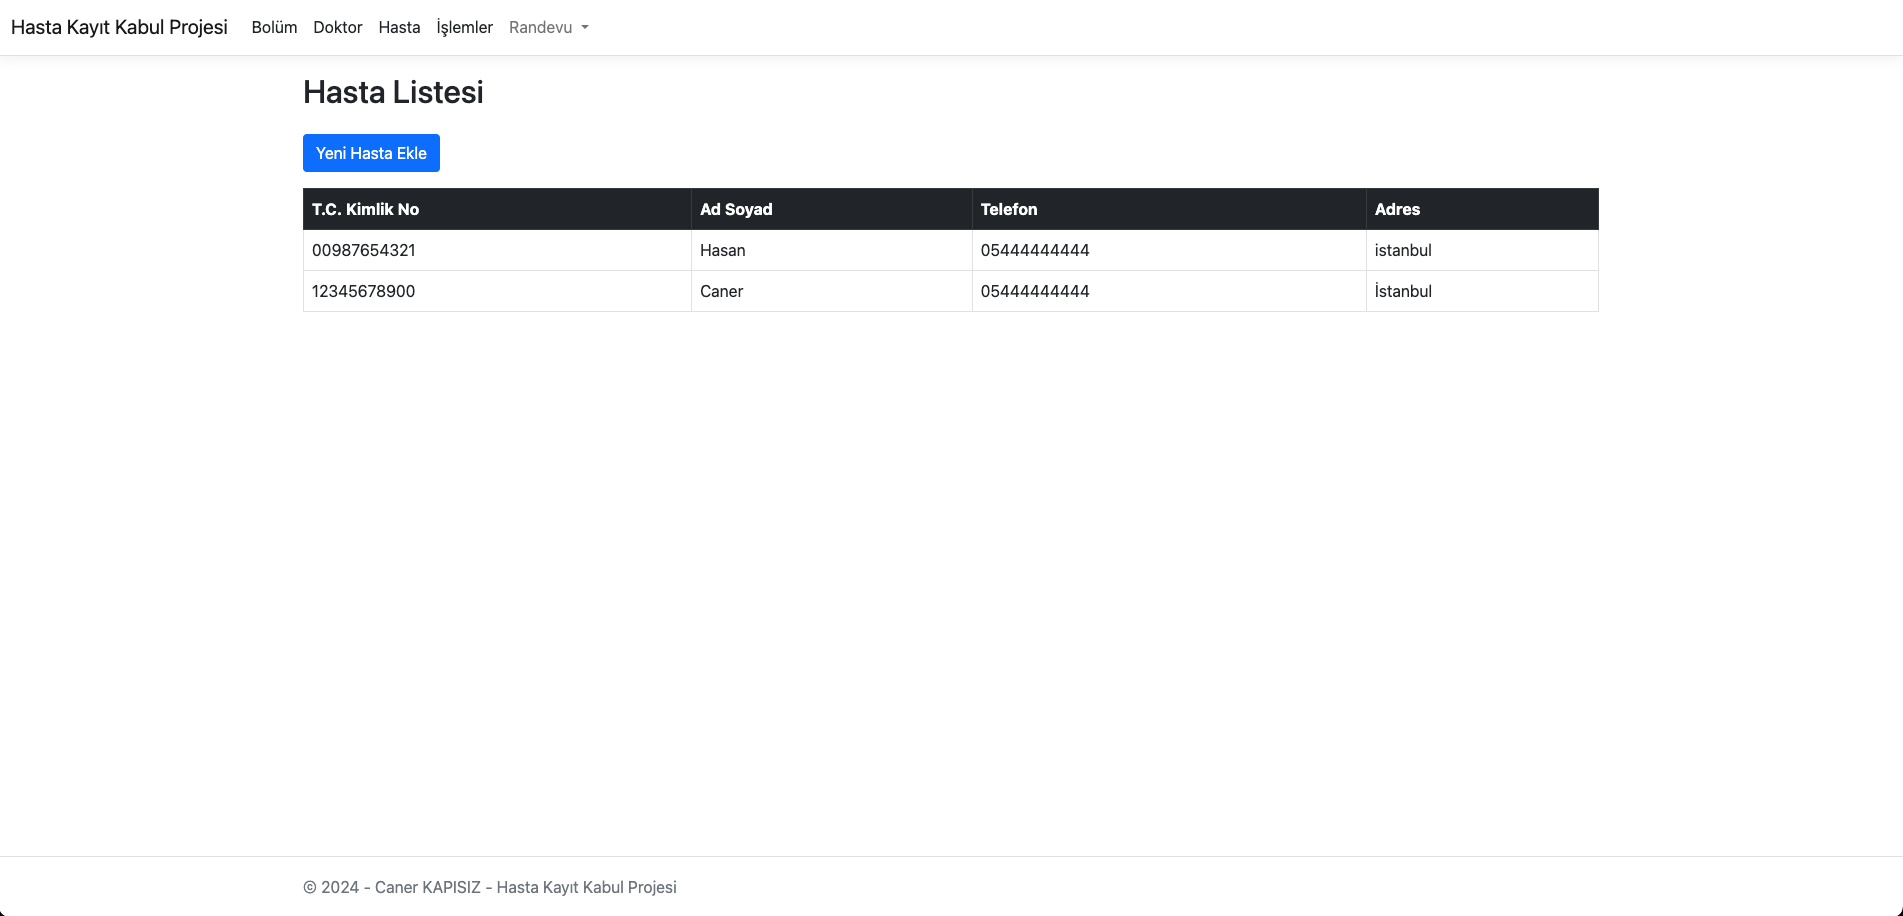 Hasta Kayıt Kabul Projesi Bolüm Doktor Hasta İşlemler Randevu
Hasta Listesi
Yeni Hasta Ekle
T.C. Kimlik No Ad Soyad Telefon Adres
00987654321 Hasan 05444444444 istanbul
12345678900 Caner 05444444444 İstanbul
© 2024 - Caner KAPISIZ - Hasta Kayıt Kabul Projesi